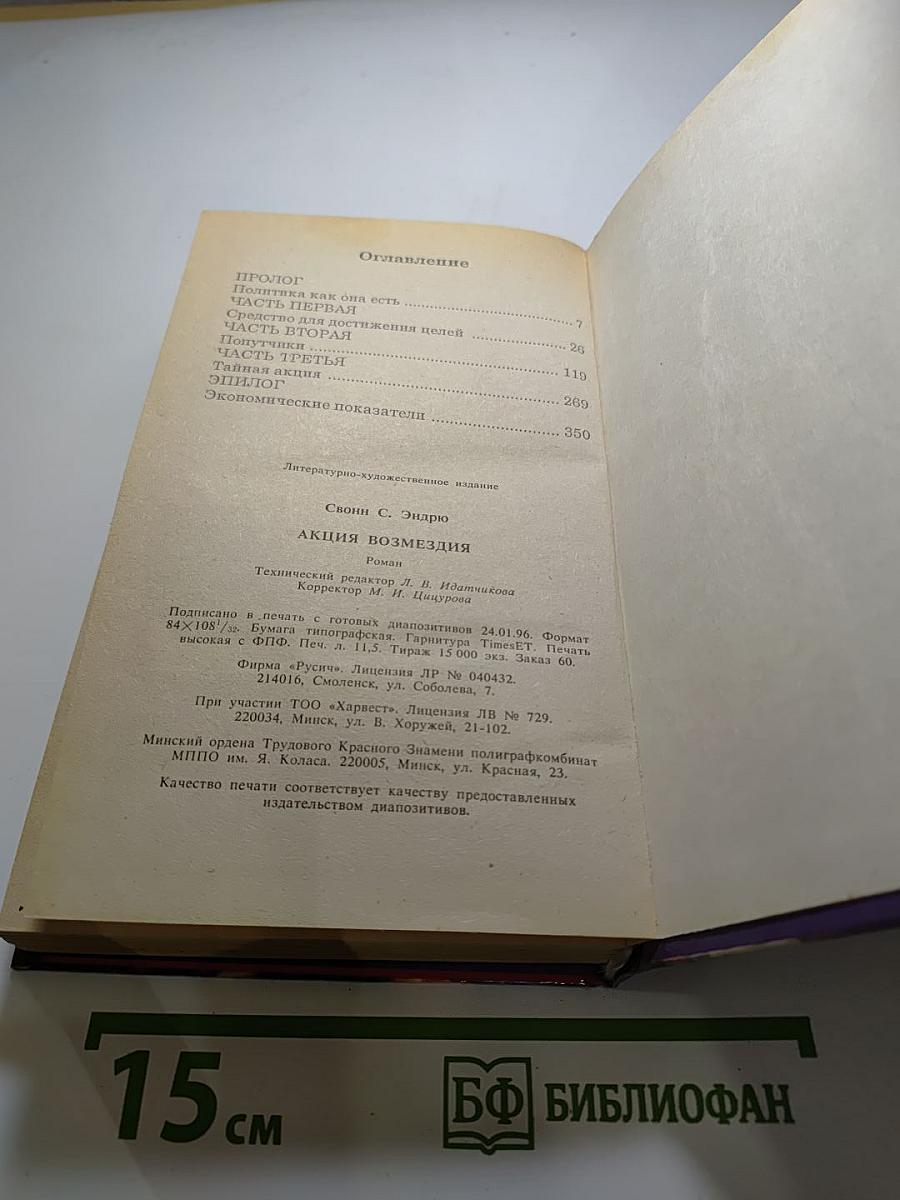 Оглавление
ПРОЛОГ
Политика как она есть ........................ 7
ЧАСТЬ ПЕРВАЯ
Средство для достижения целей .............. 26
ЧАСТЬ ВТОРАЯ
Попутчики ................................... 119
ЧАСТЬ ТРЕТЬЯ
Тайная акция ................................. 269
ЭПИЛОГ
Экономические показатели .................... 350
Литературно-художественное издание
Свонн С. Эндрю
АКЦИЯ ВОЗМЕЗДИЯ
Роман
Технический редактор Л. В. Идатчикова
Корректор М. И. Цицурова
Подписано в печать с готовых диапозитивов 24.01.96. Формат
84×108¹/₃₂. Бумага типографская. Гарнитура TimesET. Печать
высокая с ФПФ. Печ. л. 11,5. Тираж 15 000 экз. Заказ 60.
Фирма «Русич». Лицензия ЛР № 040432.
214016, Смоленск, ул. Соболева, 7.
При участии ТОО «Харвест». Лицензия ЛВ № 729.
220034, Минск, ул. В. Хоружей, 21-102.
Минский ордена Трудового Красного Знамени полиграфкомбинат
МППО им. Я. Коласа. 220005, Минск, ул. Красная, 23.
Качество печати соответствует качеству предоставленных
издательством диапозитивов.
15 см
БФ БИБЛИОФАН